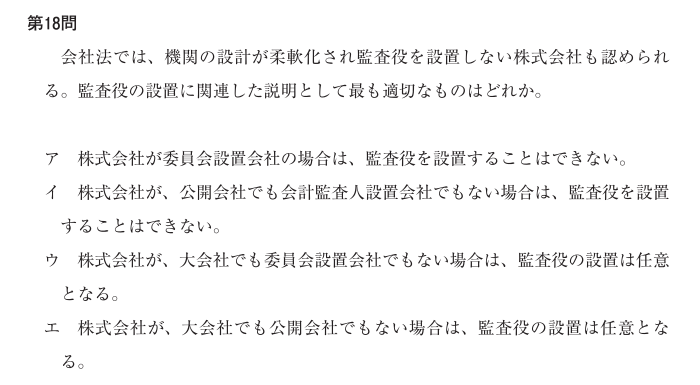 第18問
会社法では、機関の設計が柔軟化され監査役を設置しない株式会社も認められ
る。監査役の設置に関連した説明として最も適切なものはどれか。
ア 株式会社が委員会設置会社の場合は、監査役を設置することはできない。
イ 株式会社が、公開会社でも会計監査人設置会社でもない場合は、監査役を設置
することはできない。
ウ 株式会社が、大会社でも委員会設置会社でもない場合は、監査役の設置は任意
となる。
エ 株式会社が、大会社でも公開会社でもない場合は、監査役の設置は任意とな
る。